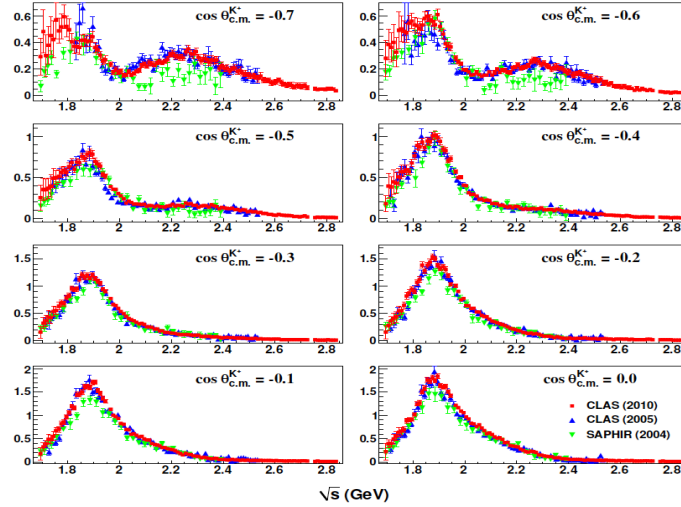 cos θ K+ c.m. = -0.7
cos θ K+ c.m. = -0.6
0.6
0.4
0.2
0
1.8 2 2.2 2.4 2.6 2.8
0.6
0.4
0.2
0
1.8 2 2.2 2.4 2.6 2.8
cos θ K+ c.m. = -0.5
cos θ K+ c.m. = -0.4
1
0.5
0
1.8 2 2.2 2.4 2.6 2.8
1
0.5
0
1.8 2 2.2 2.4 2.6 2.8
cos θ K+ c.m. = -0.3
cos θ K+ c.m. = -0.2
1.5
1
0.5
0
1.8 2 2.2 2.4 2.6 2.8
1.5
1
0.5
0
1.8 2 2.2 2.4 2.6 2.8
cos θ K+ c.m. = -0.1
cos θ K+ c.m. = 0.0
2
1.5
1
0.5
0
1.8 2 2.2 2.4 2.6 2.8
2
1.5
1
0.5
0
1.8 2 2.2 2.4 2.6 2.8
CLAS (2010)
CLAS (2005)
SAPHIR (2004)
√s (GeV)